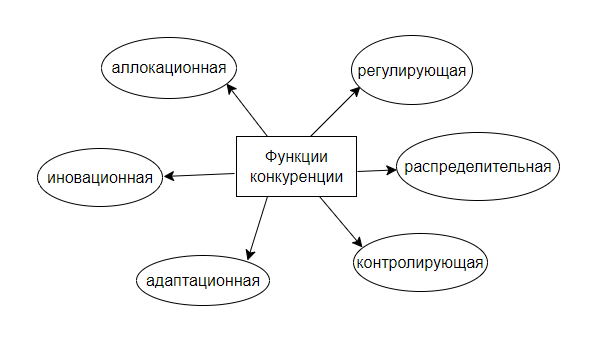 аллокационная
регулирующая
Функции
конкуренции
распределительная
иновационная
контролирующая
адаптационная